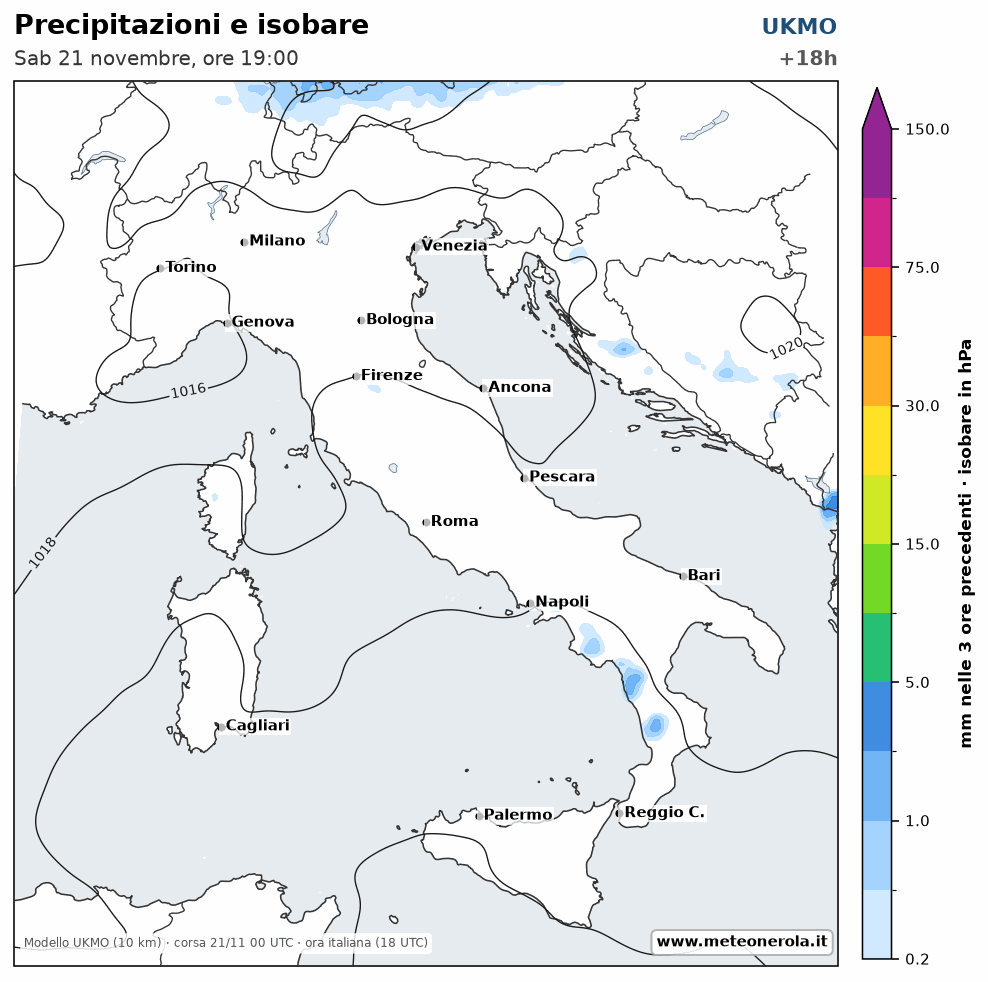 Precipitazioni e isobare
UKMO
Sab 21 novembre, ore 19:00
+18h
150.0
75.0
30.0
15.0
5.0
1.0
0.2
mm nelle 3 ore precedenti · isobare in hPa
Milano
Venezia
Torino
Genova
Bologna
1020
Firenze
1016
Ancona
Pescara
Roma
1018
Bari
Napoli
Cagliari
Palermo
Reggio C.
Modello UKMO (10 km) · corsa 21/11 00 UTC · ora italiana (18 UTC)
www.meteonerola.it